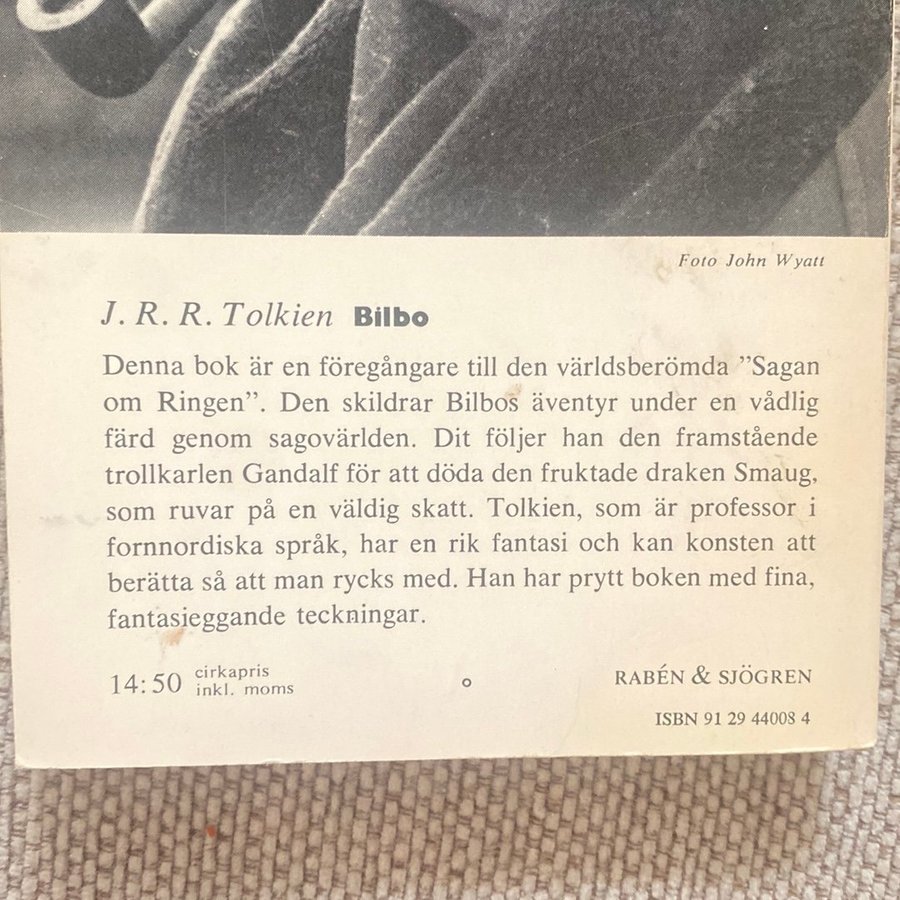 Foto John Wyatt
J. R. R. Tolkien Bilbo
Denna bok är en föregångare till den världsberömda ”Sagan
om Ringen”. Den skildrar Bilbos äventyr under en vådlig
färd genom sagovärlden. Dit följer han den framstående
trollkarlen Gandalf för att döda den fruktade draken Smaug,
som ruvar på en väldig skatt. Tolkien, som är professor i
fornnordiska språk, har en rik fantasi och kan konsten att
berätta så att man rycks med. Han har prytt boken med fina,
fantasieggande teckningar.
14:50 cirkapris
inkl. moms
RABÉN & SJÖGREN
ISBN 91 29 44008 4